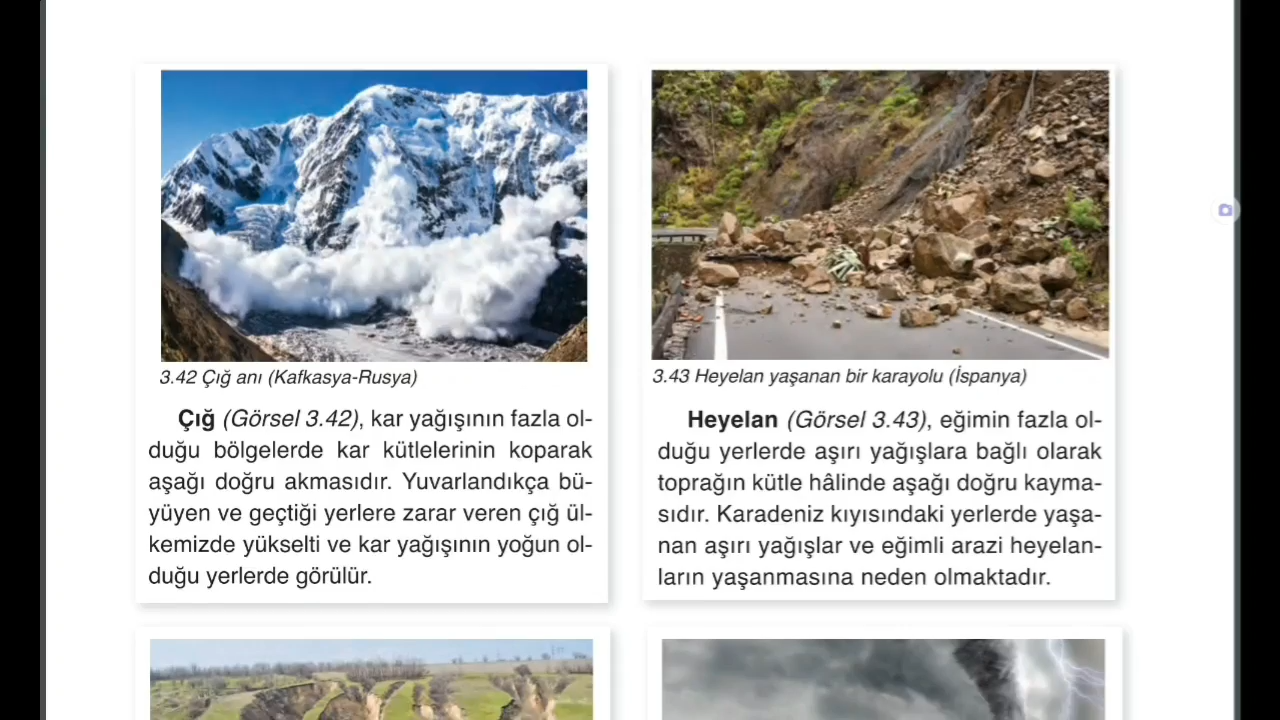 3.42 Çığ anı (Kafkasya-Rusya)
Çığ (Görsel 3.42), kar yağışının fazla ol-
duğu bölgelerde kar kütlelerinin koparak
aşağı doğru akmasıdır. Yuvarlandıkça bü-
yüyen ve geçtiği yerlere zarar veren çığ ül-
kemizde yükselti ve kar yağışının yoğun ol-
duğu yerlerde görülür.
3.43 Heyelan yaşanan bir karayolu (İspanya)
Heyelan (Görsel 3.43), eğimin fazla ol-
duğu yerlerde aşırı yağışlara bağlı olarak
toprağın kütle hâlinde aşağı doğru kayma-
sıdır. Karadeniz kıyısındaki yerlerde yaşa-
nan aşırı yağışlar ve eğimli arazi heyelan-
ların yaşanmasına neden olmaktadır.